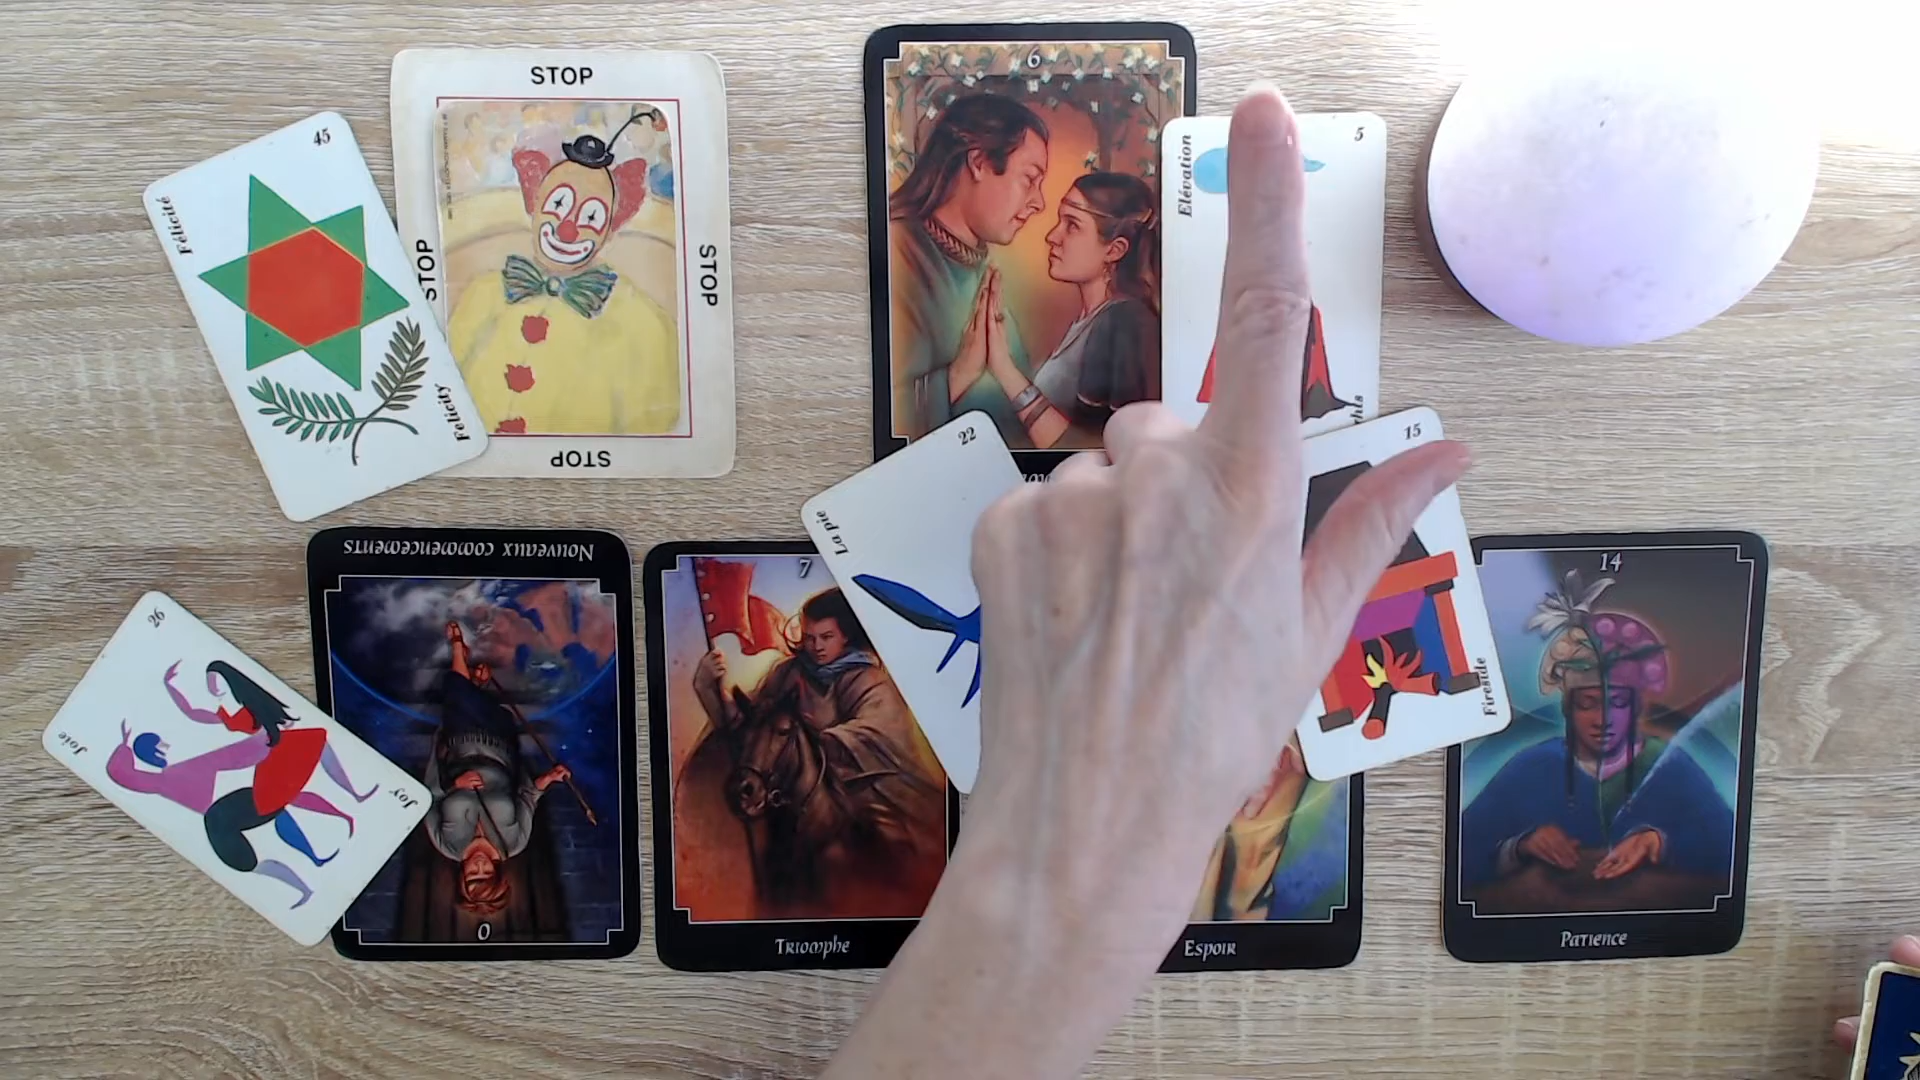 STOP
STOP
STOP
STOP
45
Félicité
Felicity
6
5
Elévation
22
La pie
15
Fireside
26
Joie
Joy
Nouveaux commencements
0
7
Triomphe
Espoir
14
Patience